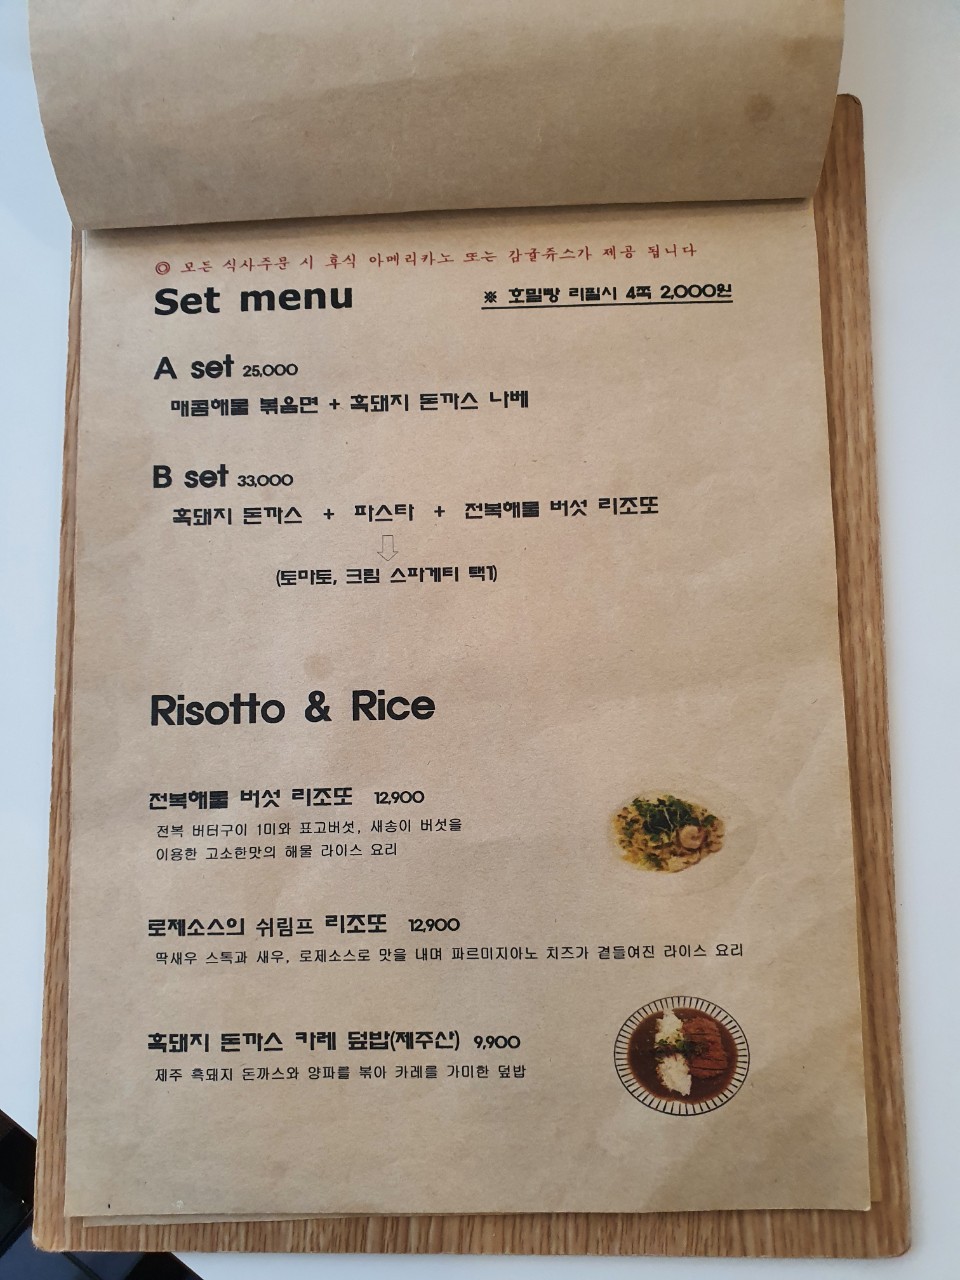 ◎ 모든 식사주문 시 후식 아메리카노 또는 감귤쥬스가 제공 됩니다
Set menu
※ 호밀빵 리필시 4쪽 2,000원
A set 25,000
매콤해물 볶음면 + 흑돼지 돈까스 나베
B set 33,000
흑돼지 돈까스 + 파스타 + 전복해물 버섯 리조또
(토마토, 크림 스파게티 택1)
Risotto & Rice
전복해물 버섯 리조또 12,900
전복 버터구이 1미와 표고버섯, 새송이 버섯을
이용한 고소한맛의 해물 라이스 요리
로제소스의 쉬림프 리조또 12,900
딱새우 스톡과 새우, 로제소스로 맛을 내며 파르미지아노 치즈가 곁들여진 라이스 요리
흑돼지 돈까스 카레 덮밥(제주산) 9,900
제주 흑돼지 돈까스와 양파를 볶아 카레를 가미한 덮밥